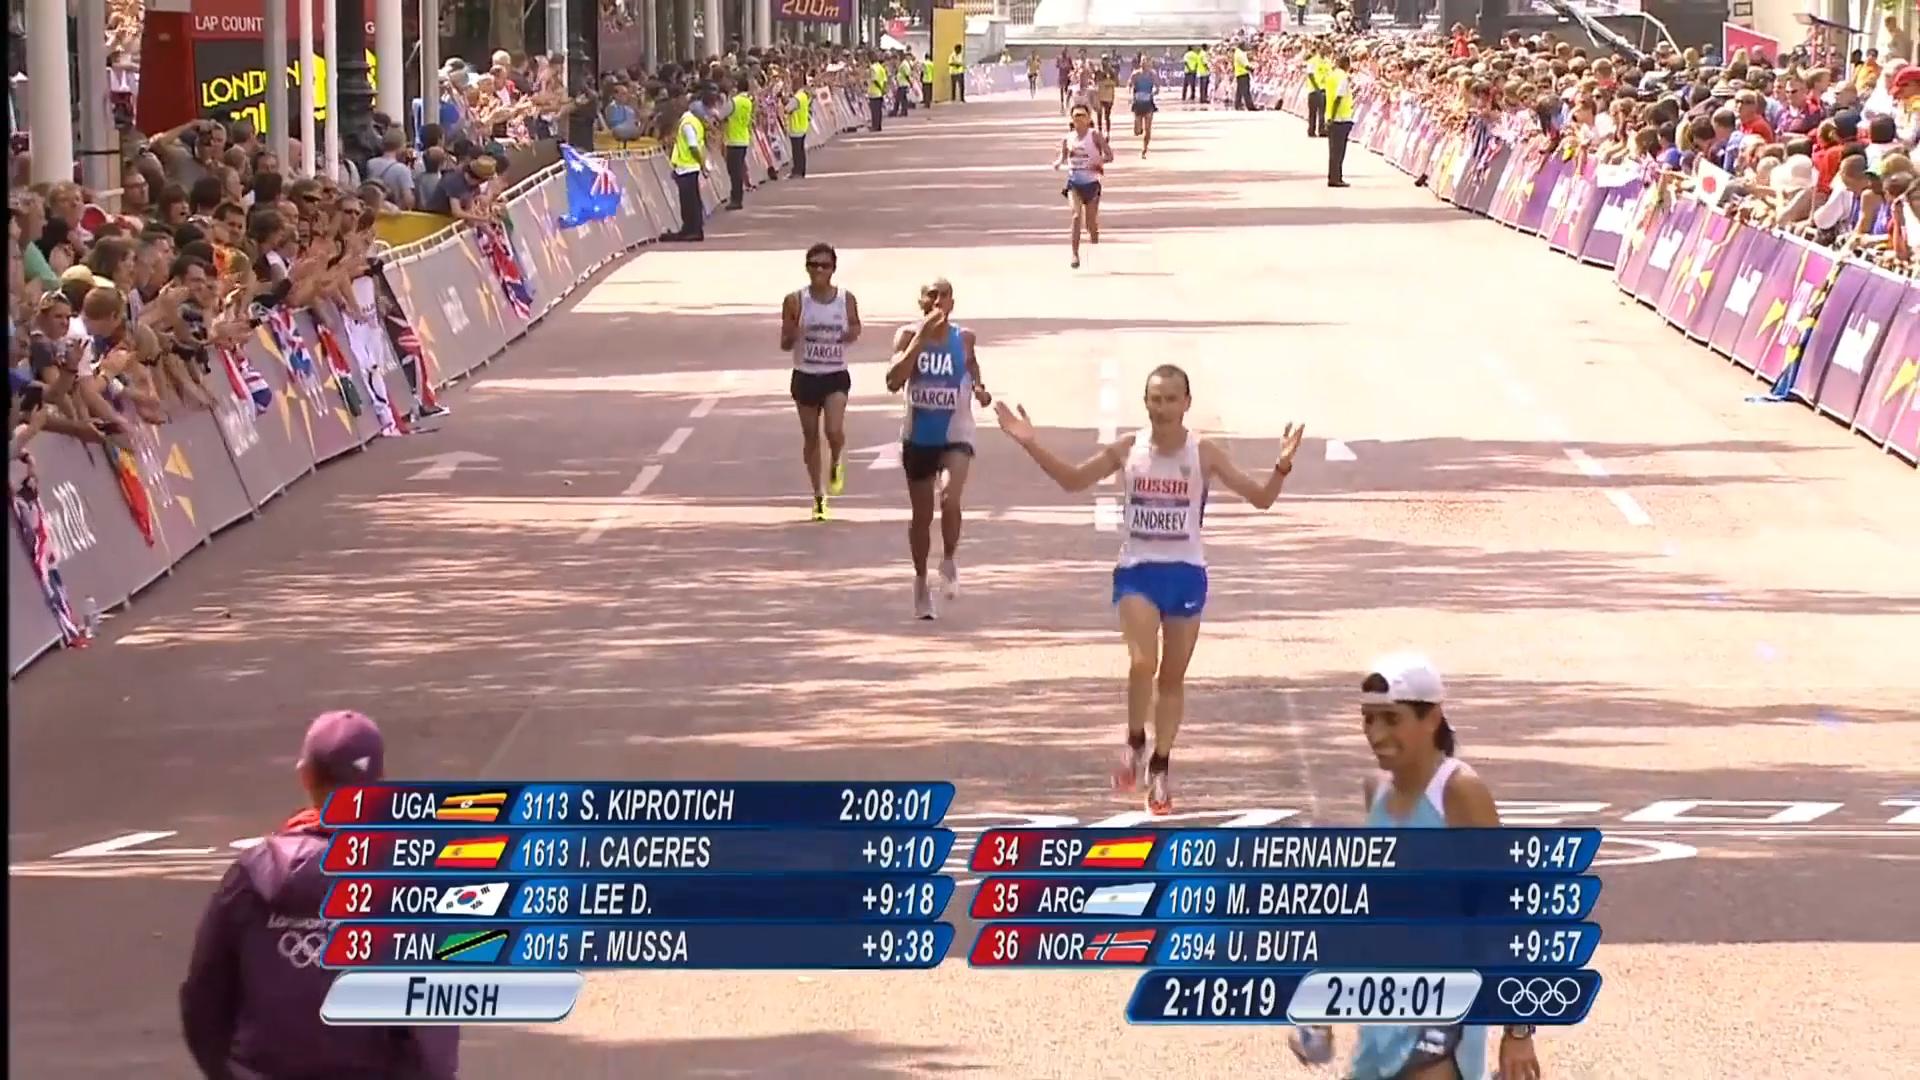 LAP COUNT
200m
LONDON
VARGAS
GUA
GARCIA
RUSSIA
ANDREEV
1 UGA 3113 S. KIPROTICH 2:08:01
31 ESP 1613 I. CACERES +9:10
32 KOR 2358 LEE D. +9:18
33 TAN 3015 F. MUSSA +9:38
34 ESP 1620 J. HERNANDEZ +9:47
35 ARG 1019 M. BARZOLA +9:53
36 NOR 2594 U. BUTA +9:57
FINISH
2:18:19 2:08:01